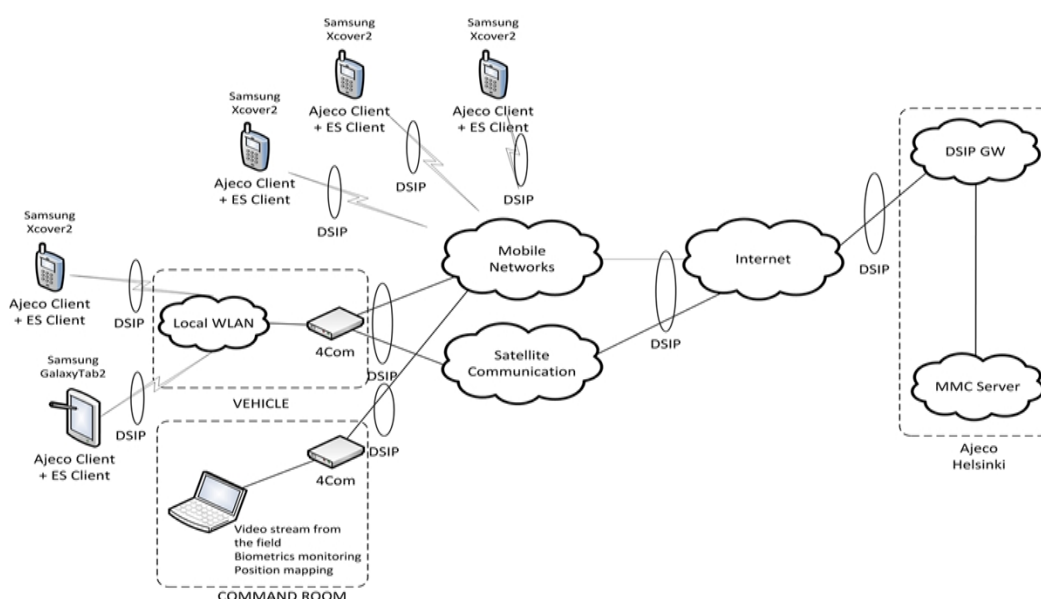 Samsung
Xcover2
Ajeco Client
+ ES Client
Samsung
Xcover2
Ajeco Client
+ ES Client
Samsung
Xcover2
Ajeco Client
+ ES Client
DSIP
DSIP
DSIP
Samsung
Xcover2
Ajeco Client
+ ES Client
DSIP
Samsung
GalaxyTab2
Ajeco Client
+ ES Client
DSIP
Local WLAN
4Com
VEHICLE
DSIP
Mobile
Networks
Satellite
Communication
DSIP
Internet
DSIP
DSIP GW
MMC Server
Ajeco
Helsinki
DSIP
4Com
Video stream from
the field
Biometrics monitoring
Position mapping
COMMAND ROOM